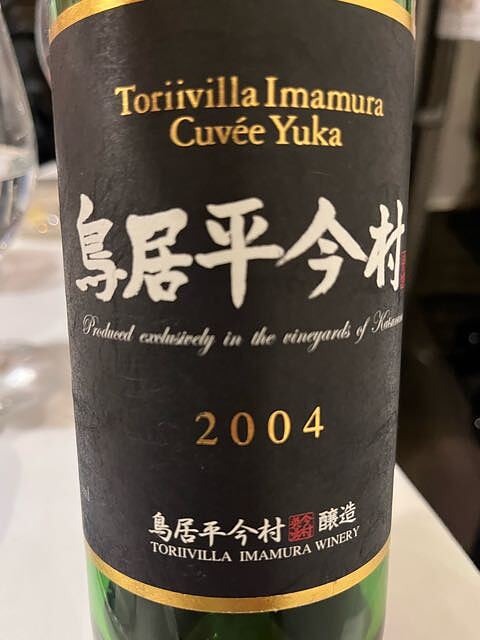 Toriivilla Imamura
Cuvée Yuka
鳥居平今村
Produced exclusively in the vineyards of
2004
鳥居平今村 醸造
TORIIVILLA IMAMURA WINERY